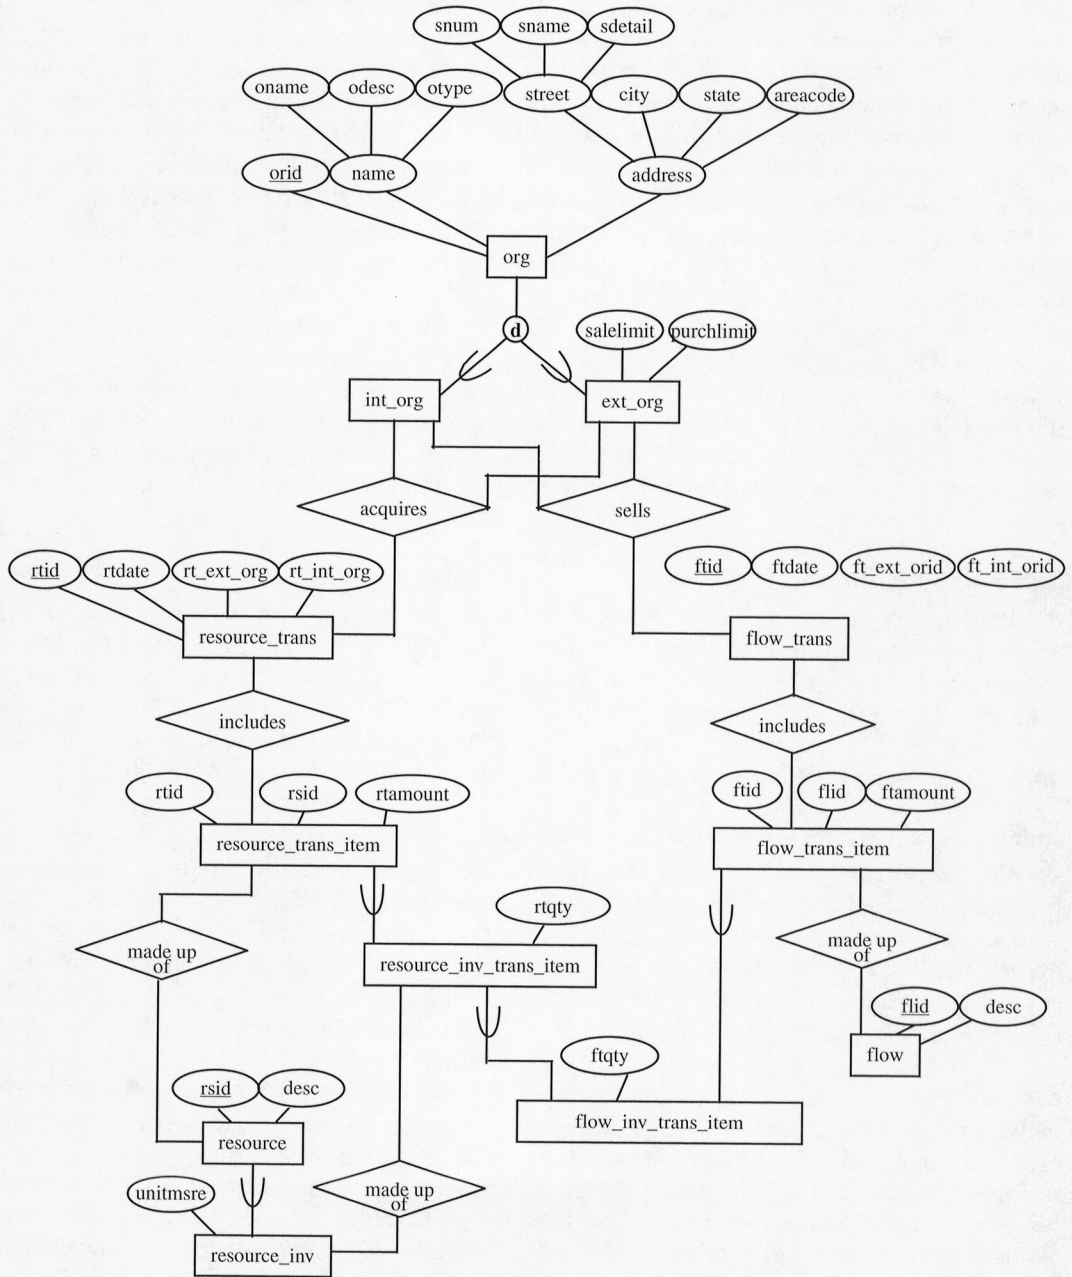 snum sname sdetail
oname odesc otype street city state areacode
orid name address
org
d salelimit purchlimit
int_org ext_org
acquires sells
rtid rtdate rt_ext_org rt_int_org ftid ftdate ft_ext_orid ft_int_orid
resource_trans flow_trans
includes includes
rtid rsid rtamount ftid flid ftamount
resource_trans_item flow_trans_item
rtqty
made up
of
made up
of
resource_inv_trans_item
flid desc
ftqty flow
rsid desc
flow_inv_trans_item
resource
unitmsre made up
of
resource_inv